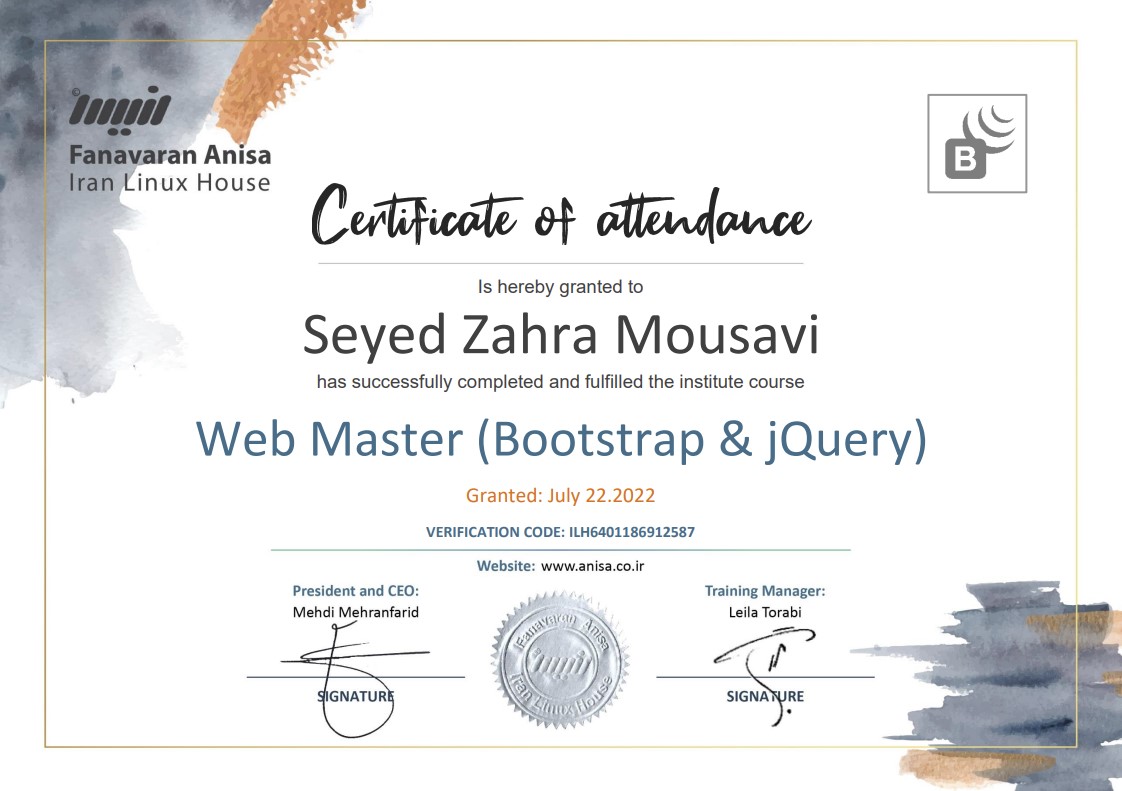 ©
انیسا
Fanavaran Anisa
Iran Linux House
B
Certificate of attendance
Is hereby granted to
Seyed Zahra Mousavi
has successfully completed and fulfilled the institute course
Web Master (Bootstrap & jQuery)
Granted: July 22.2022
VERIFICATION CODE: ILH6401186912587
Website: www.anisa.co.ir
President and CEO:
Mehdi Mehranfarid
SIGNATURE
Fanavaran Anisa
انیسا
Iran Linux House
Training Manager:
Leila Torabi
SIGNATURE